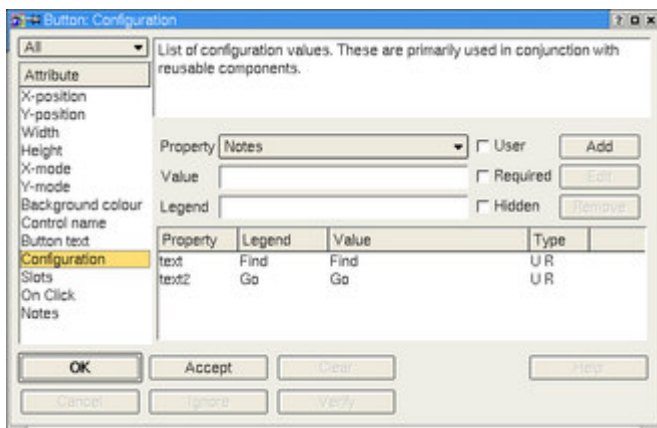 Button: Configuration
All
List of configuration values. These are primarily used in conjunction with
reusable components.
Attribute
X-position
Y-position
Width
Height
X-mode
Y-mode
Background colour
Control name
Button text
Configuration
Slots
On Click
Notes
Property Notes User Add
Value Required Edit
Legend Hidden Remove
Property Legend Value Type
text Find Find U R
text2 Go Go U R
OK Accept Clear Help
Cancel Ignore Verify